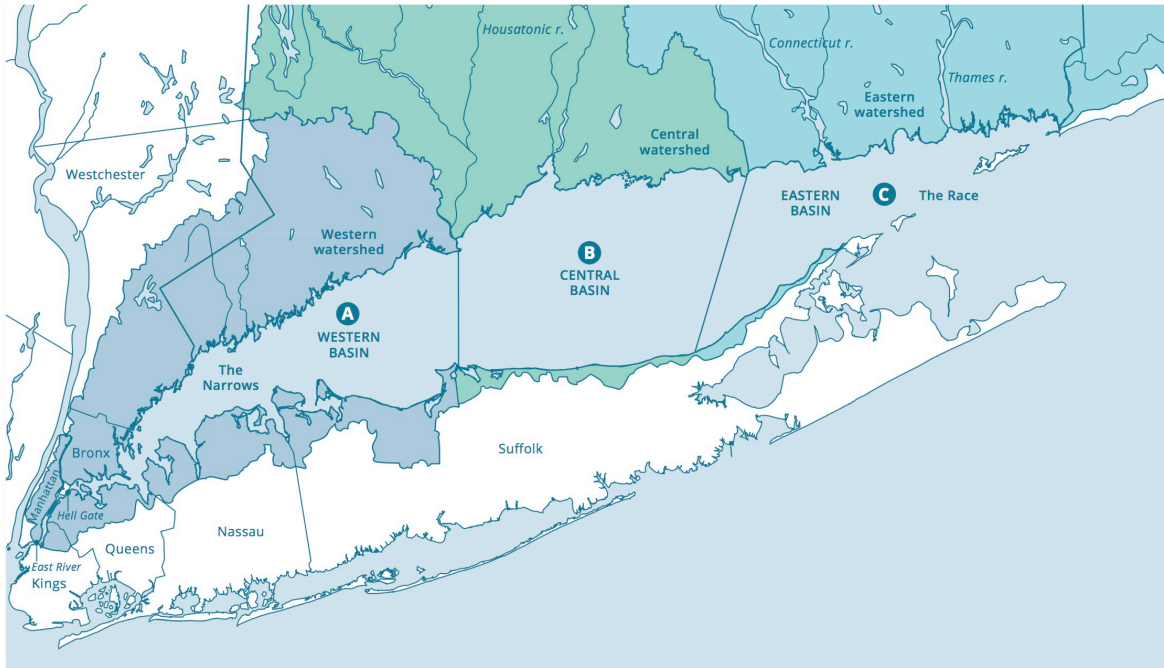 Housatonic r.
Connecticut r.
Thames r.
Eastern
watershed
Central
watershed
Westchester
Western
watershed
EASTERN
BASIN
C
The Race
B
CENTRAL
BASIN
A
WESTERN
BASIN
The
Narrows
Bronx
Manhattan
Hell Gate
Suffolk
Nassau
Queens
East River
Kings